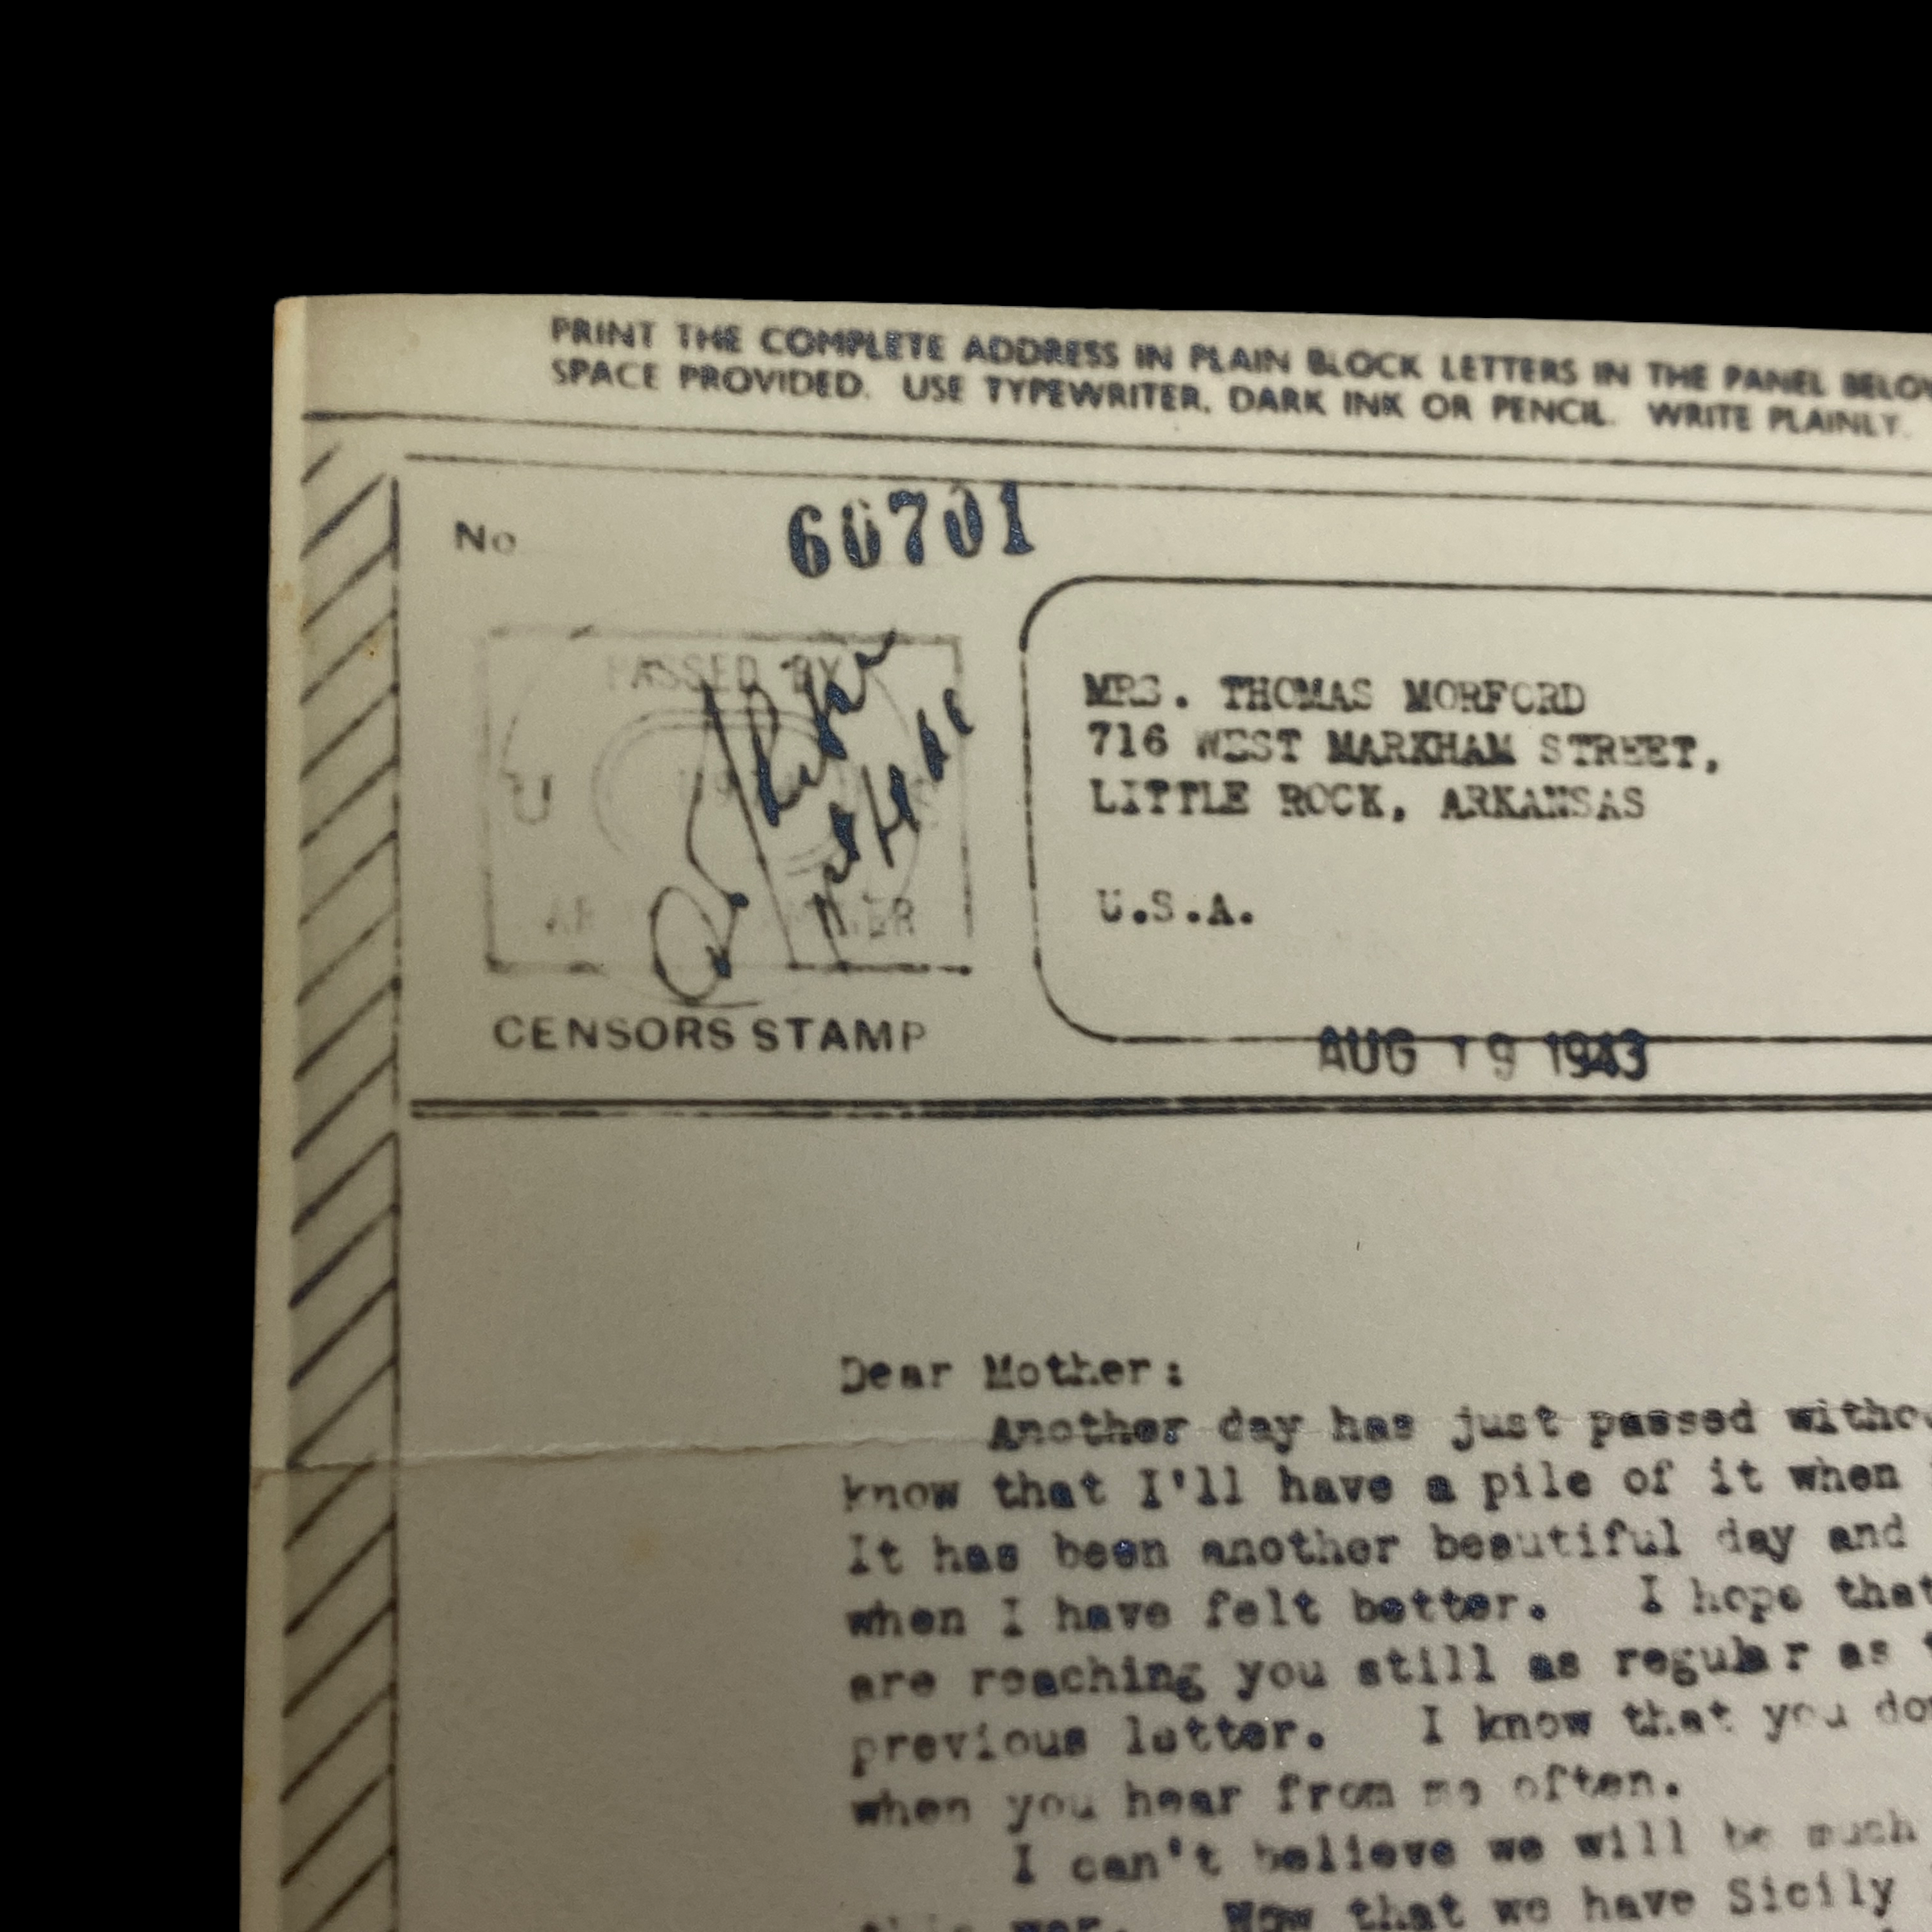 PRINT THE COMPLETE ADDRESS IN PLAIN BLOCK LETTERS IN THE PANEL BELOW
SPACE PROVIDED. USE TYPEWRITER, DARK INK OR PENCIL. WRITE PLAINLY.
No
60701
PASSED BY
U
CENSORS STAMP
MRS. THOMAS MORFORD
716 WEST MARKHAM STREET,
LITTLE ROCK, ARKANSAS
U.S.A.
AUG 19 1943
Dear Mother:
Another day has just passed witho
know that I'll have a pile of it when
It has been another beautiful day and
when I have felt better. I hope that
are reaching you still as regular as
previous letter. I know that you do
when you hear from me often.
I can't believe we will be much
this war. Now that we have Sicily